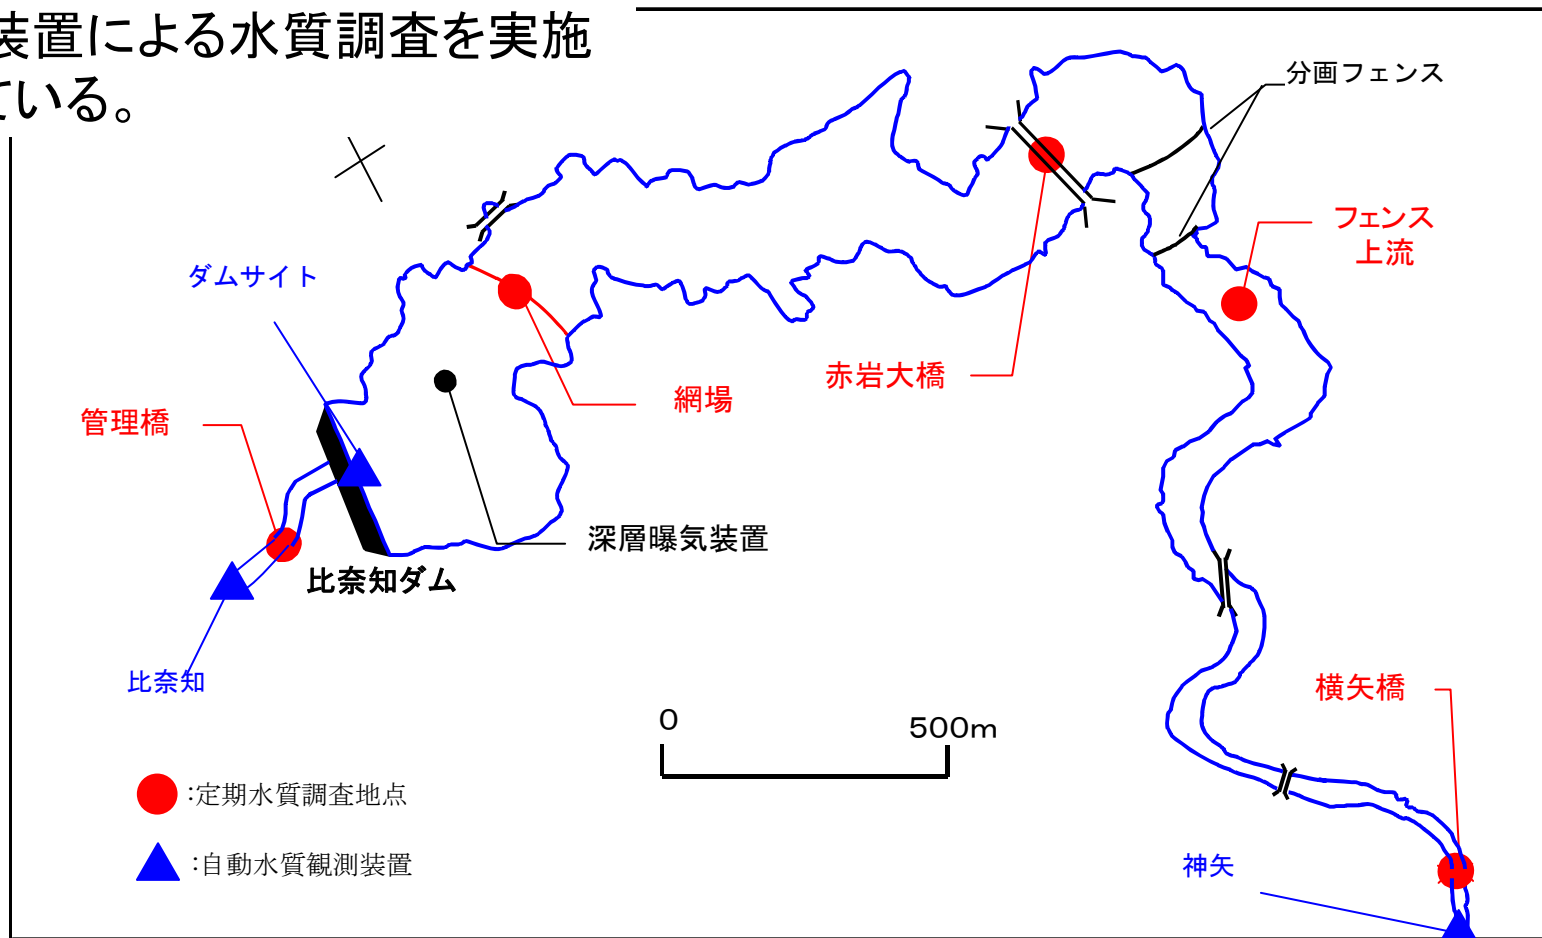 装置による水質調査を実施
ている。
分画フェンス
フェンス
上流
ダムサイト
赤岩大橋
網場
管理橋
深層曝気装置
比奈知ダム
比奈知
横矢橋
0
500m
:定期水質調査地点
:自動水質観測装置
神矢